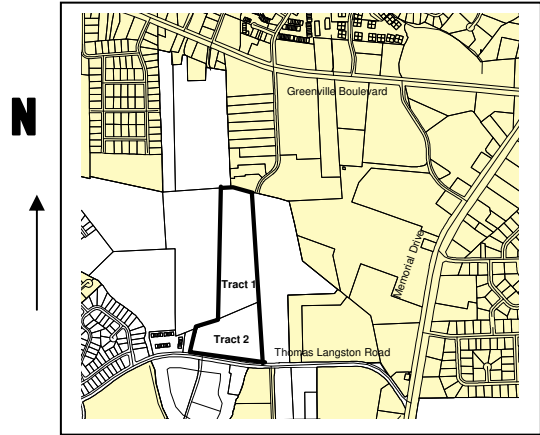 Greenville Boulevard
N
Memorial Drive
Tract 1
Tract 2
Thomas Langston Road